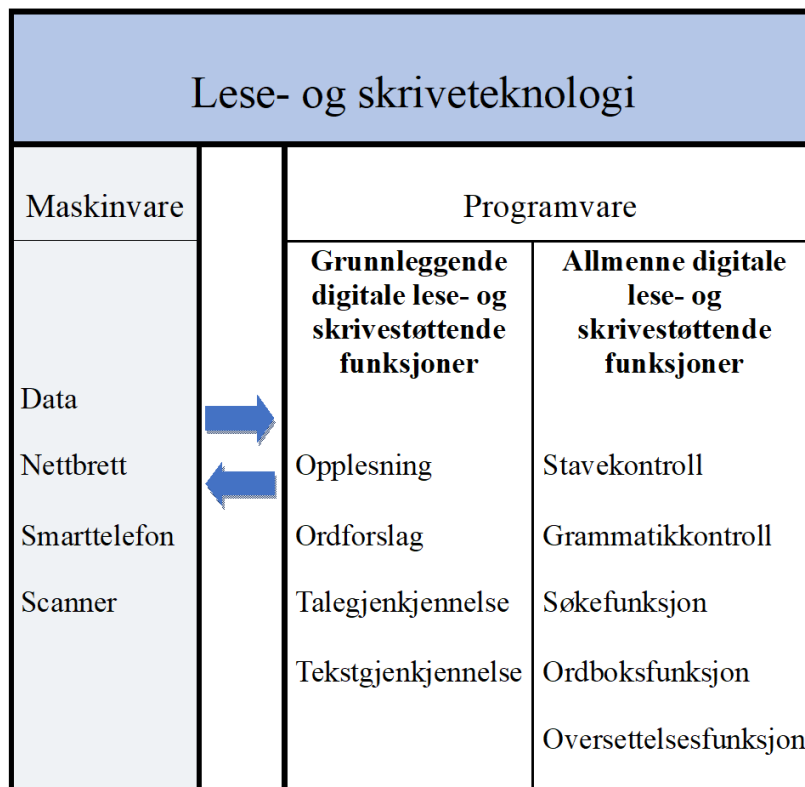 Lese- og skriveteknologi
Maskinvare
Programvare
Grunnleggende
digitale lese- og
skrivestøttende
funksjoner
Allmenne digitale
lese- og
skrivestøttende
funksjoner
Data
Nettbrett
Smarttelefon
Scanner
Opplesning
Ordforslag
Talegjenkjennelse
Tekstgjenkjennelse
Stavekontroll
Grammatikkontroll
Søkefunksjon
Ordboksfunksjon
Oversettelsesfunksjon